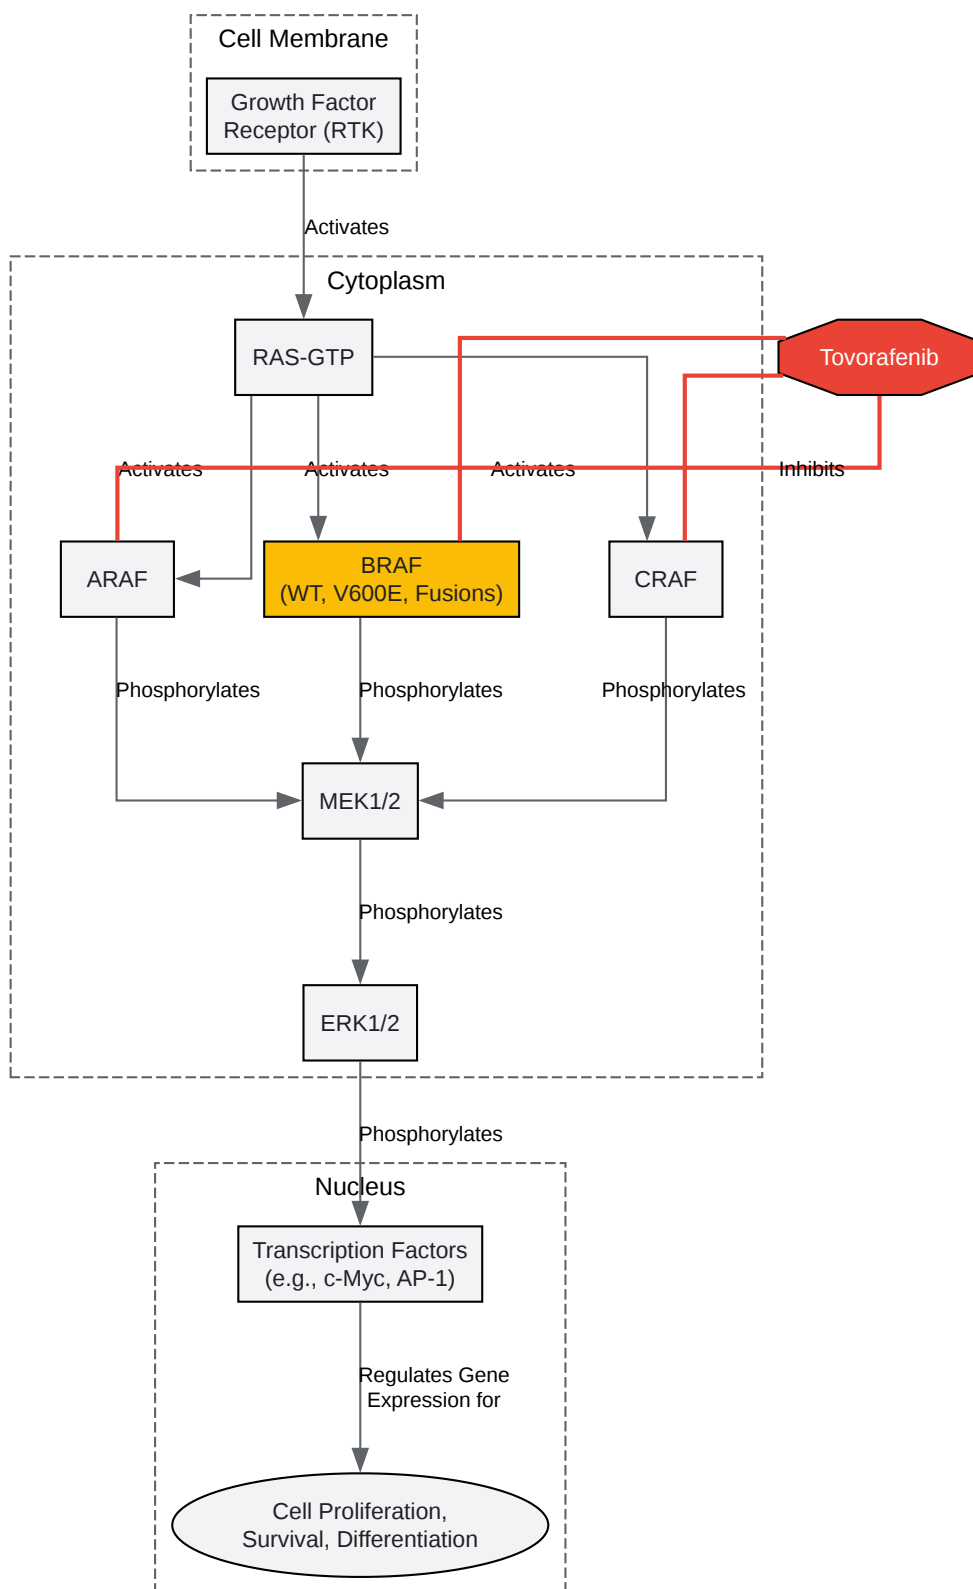 Cell Membrane
Growth Factor
Receptor (RTK)
Activates
Cytoplasm
RAS-GTP
Tovorafenib
Activates
Activates
Activates
Inhibits
ARAF
BRAF
(WT, V600E, Fusions)
CRAF
Phosphorylates
Phosphorylates
Phosphorylates
MEK1/2
Phosphorylates
ERK1/2
Phosphorylates
Nucleus
Transcription Factors
(e.g., c-Myc, AP-1)
Regulates Gene
Expression for
Cell Proliferation,
Survival, Differentiation